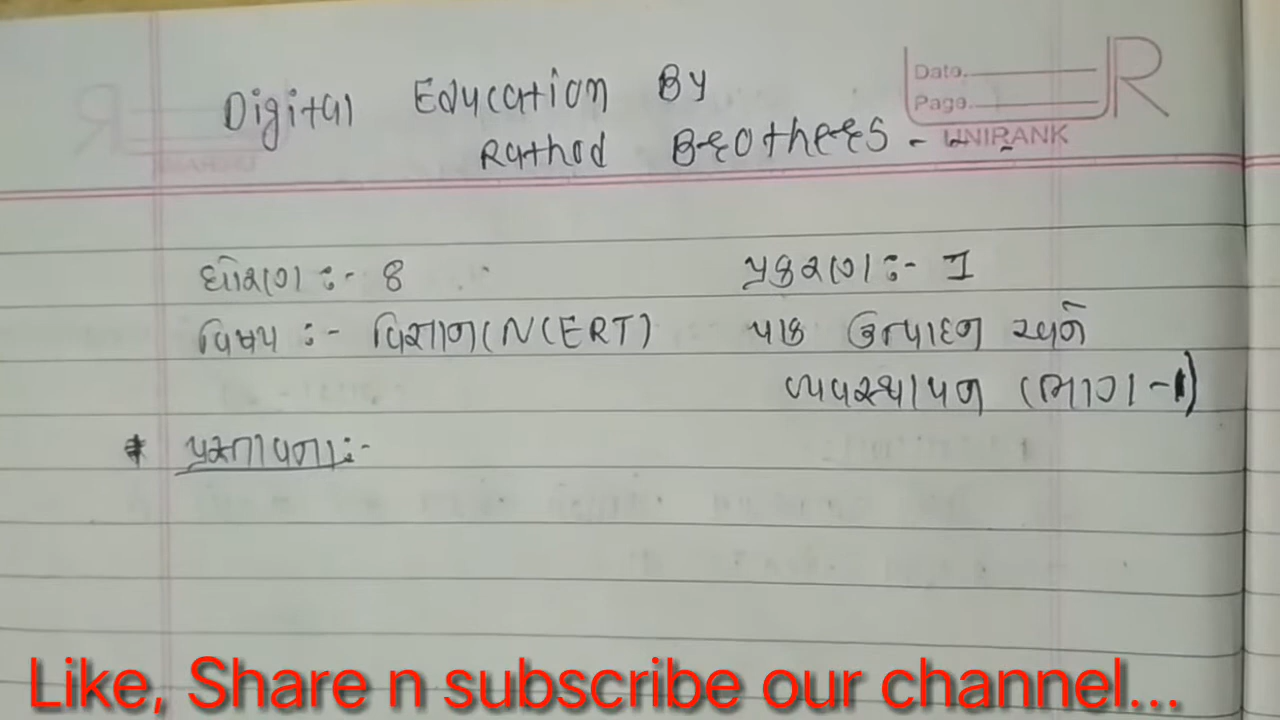 Digital Education By
Rathod Brothers -
Date.
Page.
UNIRANK
ધોરણ :- 8
પ્રકરણ :- 1
વિષય :- વિજ્ઞાન (NCERT)
પાક ઉત્પાદન અને
વ્યવસ્થાપન (ભાગ -1)
* પ્રસ્તાવના :-
Like, Share n subscribe our channel...